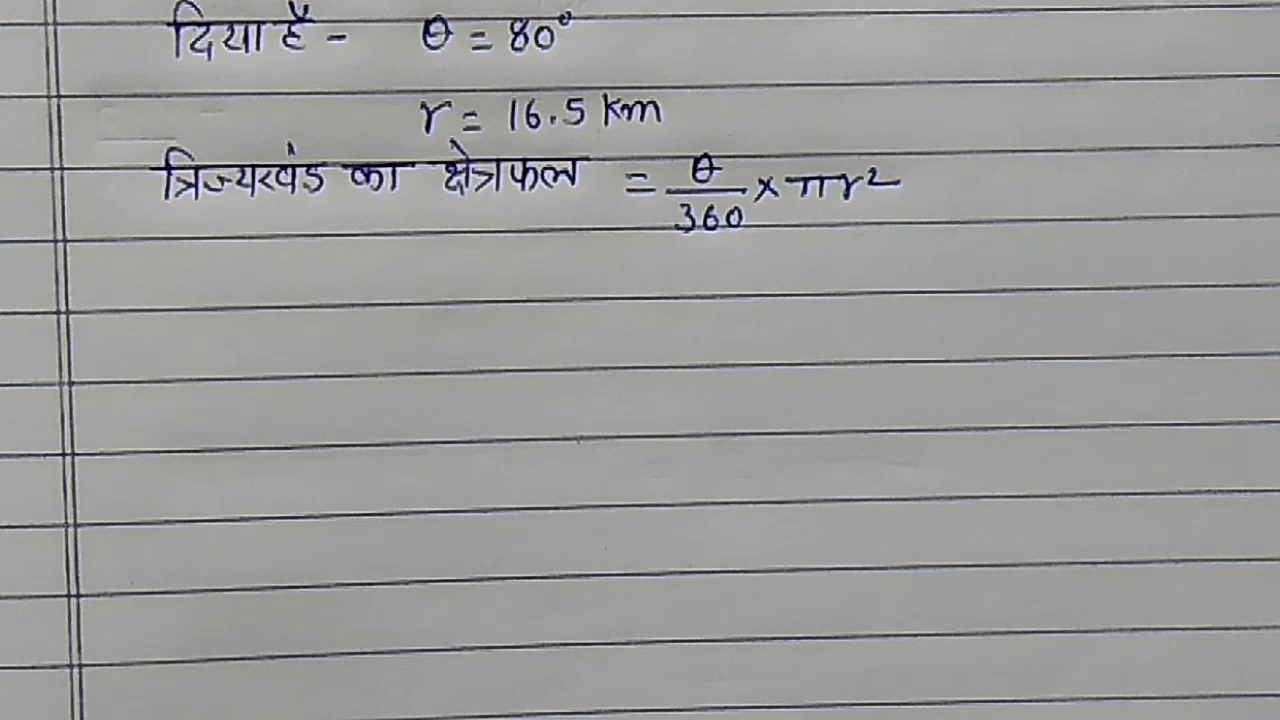 दिया है - θ = 80°
r = 16.5 km
त्रिज्यखंड का क्षेत्रफल = θ/360 × πr²